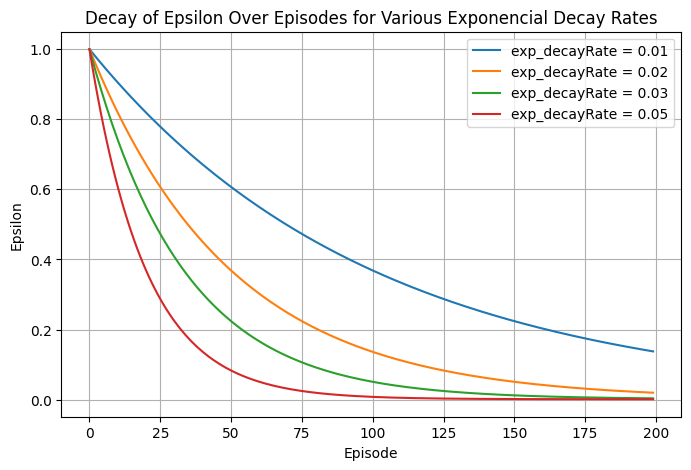 Decay of Epsilon Over Episodes for Various Exponencial Decay Rates
exp_decayRate = 0.01
exp_decayRate = 0.02
exp_decayRate = 0.03
exp_decayRate = 0.05
Epsilon
1.0
0.8
0.6
0.4
0.2
0.0
0 25 50 75 100 125 150 175 200
Episode